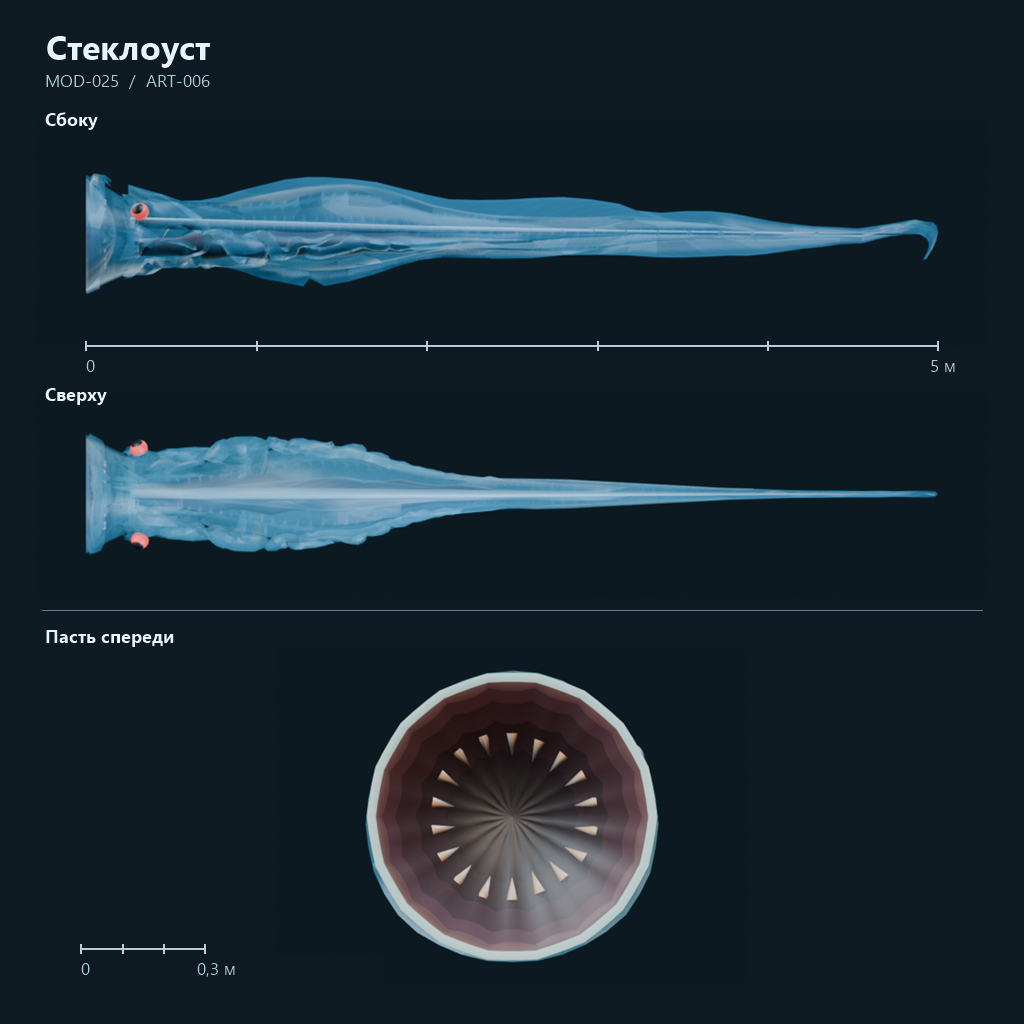 Стеклоуст
MOD-025 / ART-006
Сбоку
0 5 м
Сверху
Пасть спереди
0 0,3 м